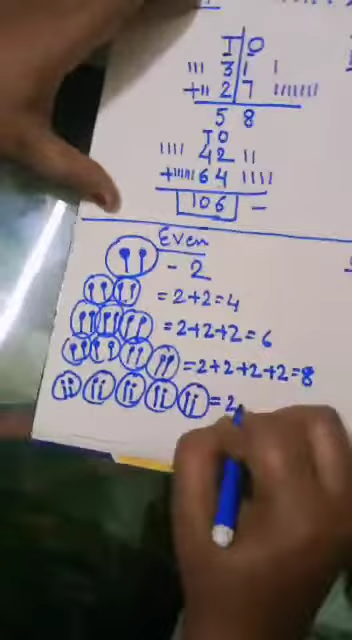 T O
3 1
+ 2 7
5 8
T O
4 2
+ 6 4
106 -
Even
- 2
= 2+2=4
= 2+2+2=6
= 2+2+2+2=8
= 2